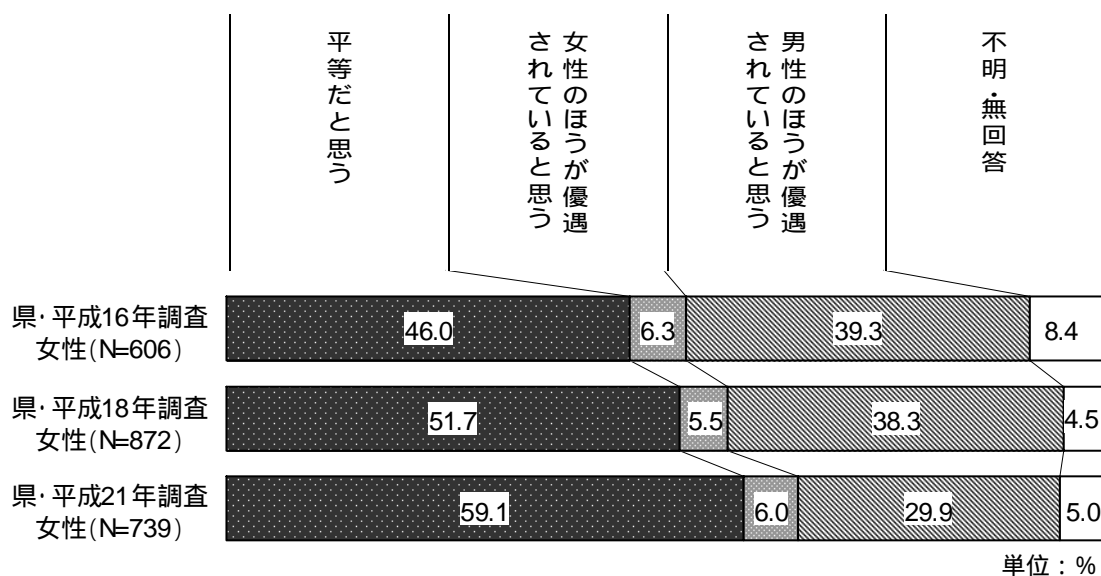 平等だと思う
女性のほうが優遇
されていると思う
男性のほうが優遇
されていると思う
不明・無回答
県・平成16年調査
女性(N=606)
46.0
6.3
39.3
8.4
県・平成18年調査
女性(N=872)
51.7
5.5
38.3
4.5
県・平成21年調査
女性(N=739)
59.1
6.0
29.9
5.0
単位：%